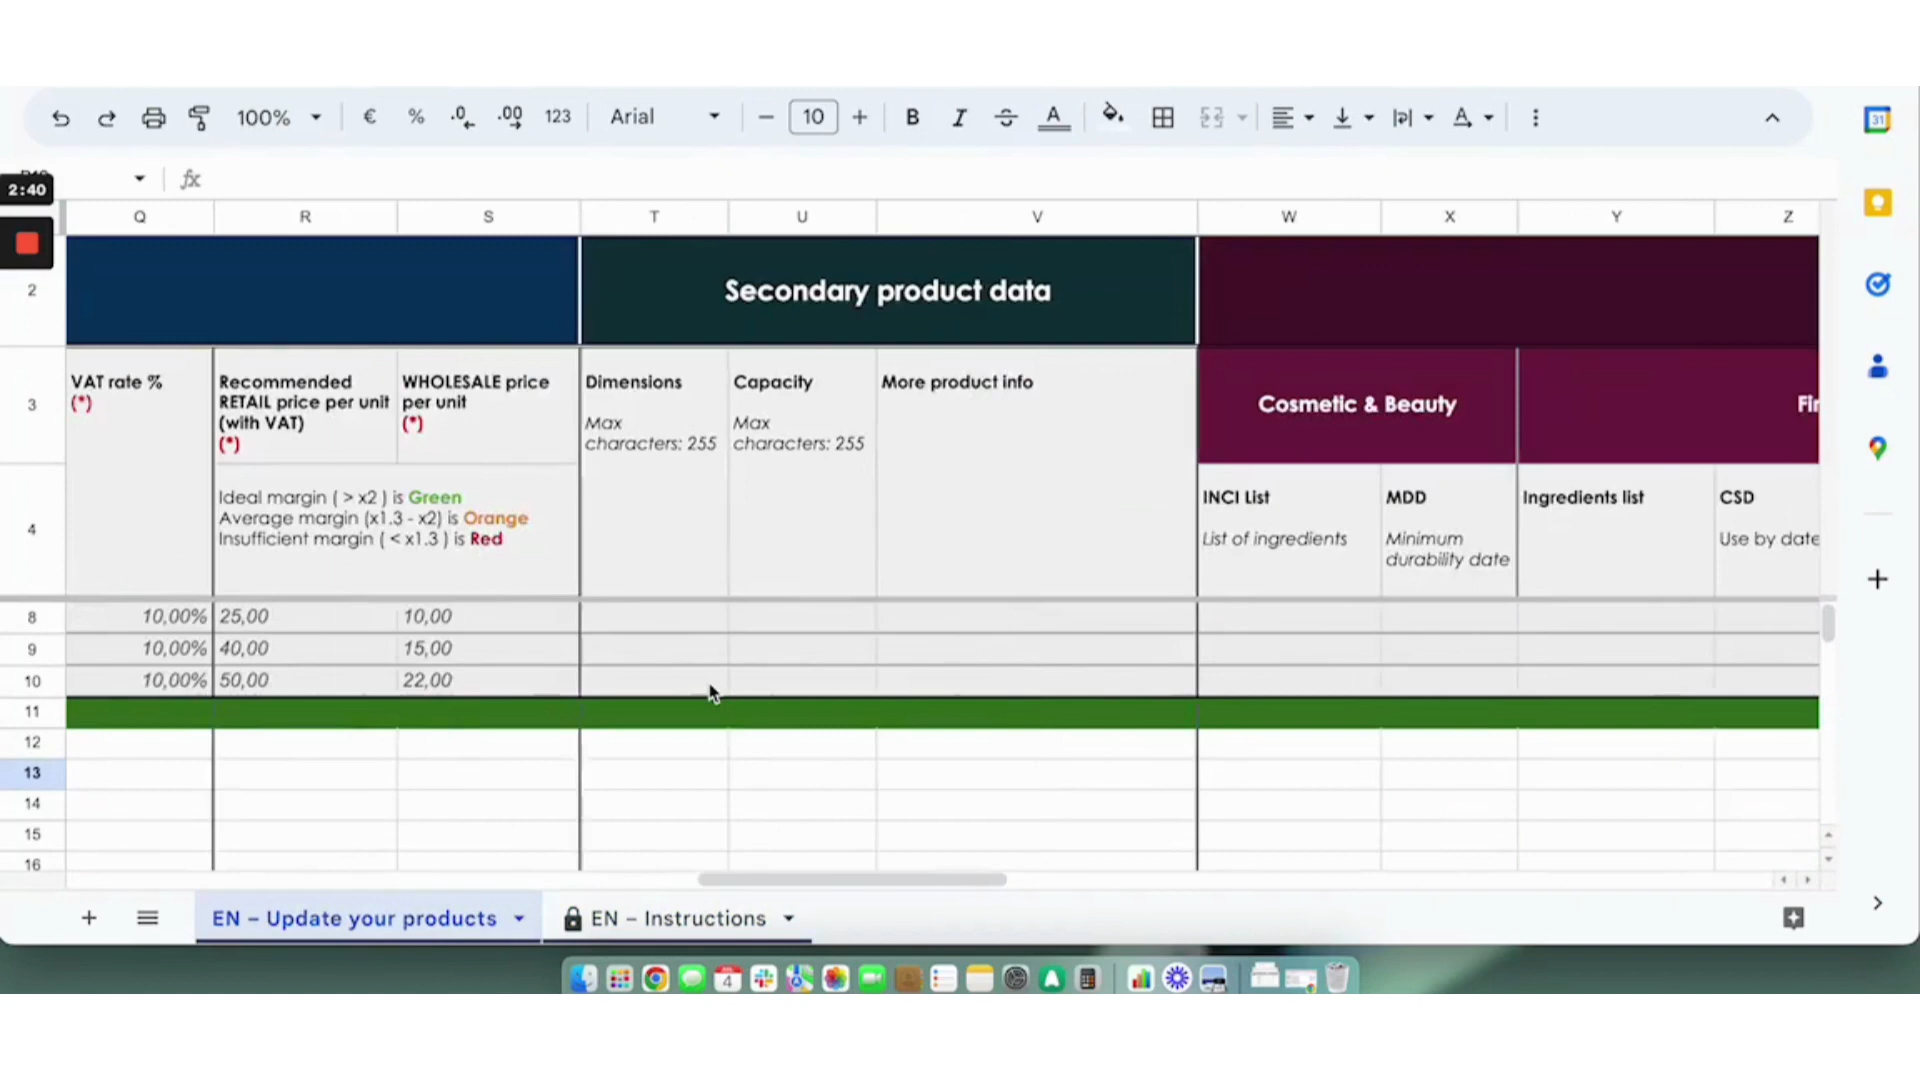 100%
€
%
.0
.00
123
Arial
10
B
I
A
A
31
2:40
fx
Q R S T U V W X Y Z
2
Secondary product data
3
VAT rate %
(*)
Recommended
RETAIL price per unit
(with VAT)
(*)
WHOLESALE price
per unit
(*)
Dimensions
Max
characters: 255
Capacity
Max
characters: 255
More product info
Cosmetic & Beauty
4
Ideal margin ( > x2 ) is Green
Average margin (x1.3 - x2) is Orange
Insufficient margin ( < x1.3 ) is Red
INCI List
List of ingredients
MDD
Minimum
durability date
Ingredients list
CSD
Use by date
8 10,00% 25,00 10,00
9 10,00% 40,00 15,00
10 10,00% 50,00 22,00
11
12
13
14
15
16
EN – Update your products
EN – Instructions
4